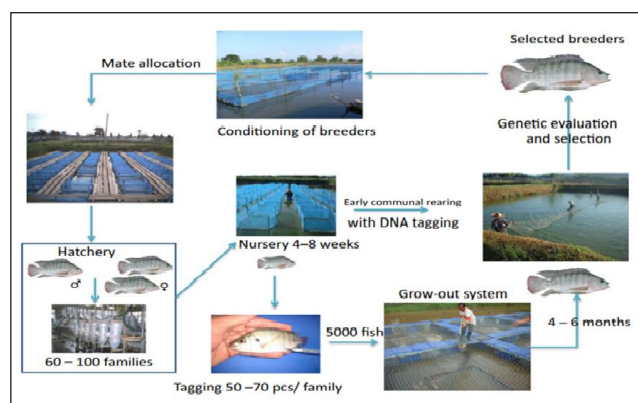 Selected breeders
Mate allocation
Conditioning of breeders
Genetic evaluation
and selection
Early communal rearing
with DNA tagging
Hatchery
♂
♀
Nursery 4–8 weeks
Grow-out system
5000 fish
4 – 6 months
60 – 100 families
Tagging 50 –70 pcs/ family